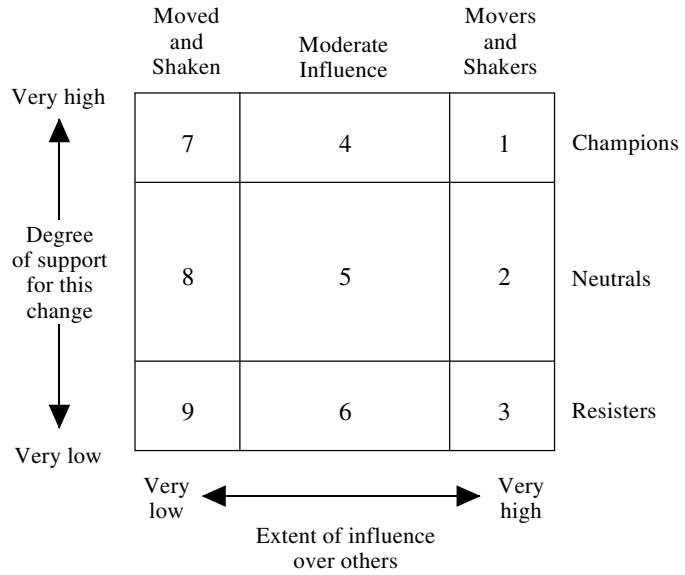 Moved
and
Shaken
Moderate
Influence
Movers
and
Shakers
Very high
7
4
1
Champions
Degree
of support
for this
change
8
5
2
Neutrals
9
6
3
Resisters
Very low
Very
low
Very
high
Extent of influence
over others